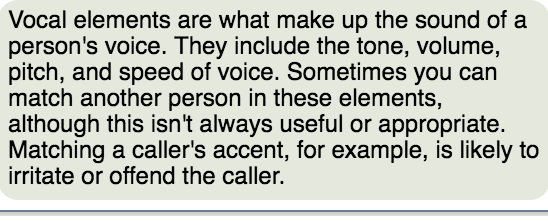 Vocal elements are what make up the sound of a
person's voice. They include the tone, volume,
pitch, and speed of voice. Sometimes you can
match another person in these elements,
although this isn't always useful or appropriate.
Matching a caller's accent, for example, is likely to
irritate or offend the caller.